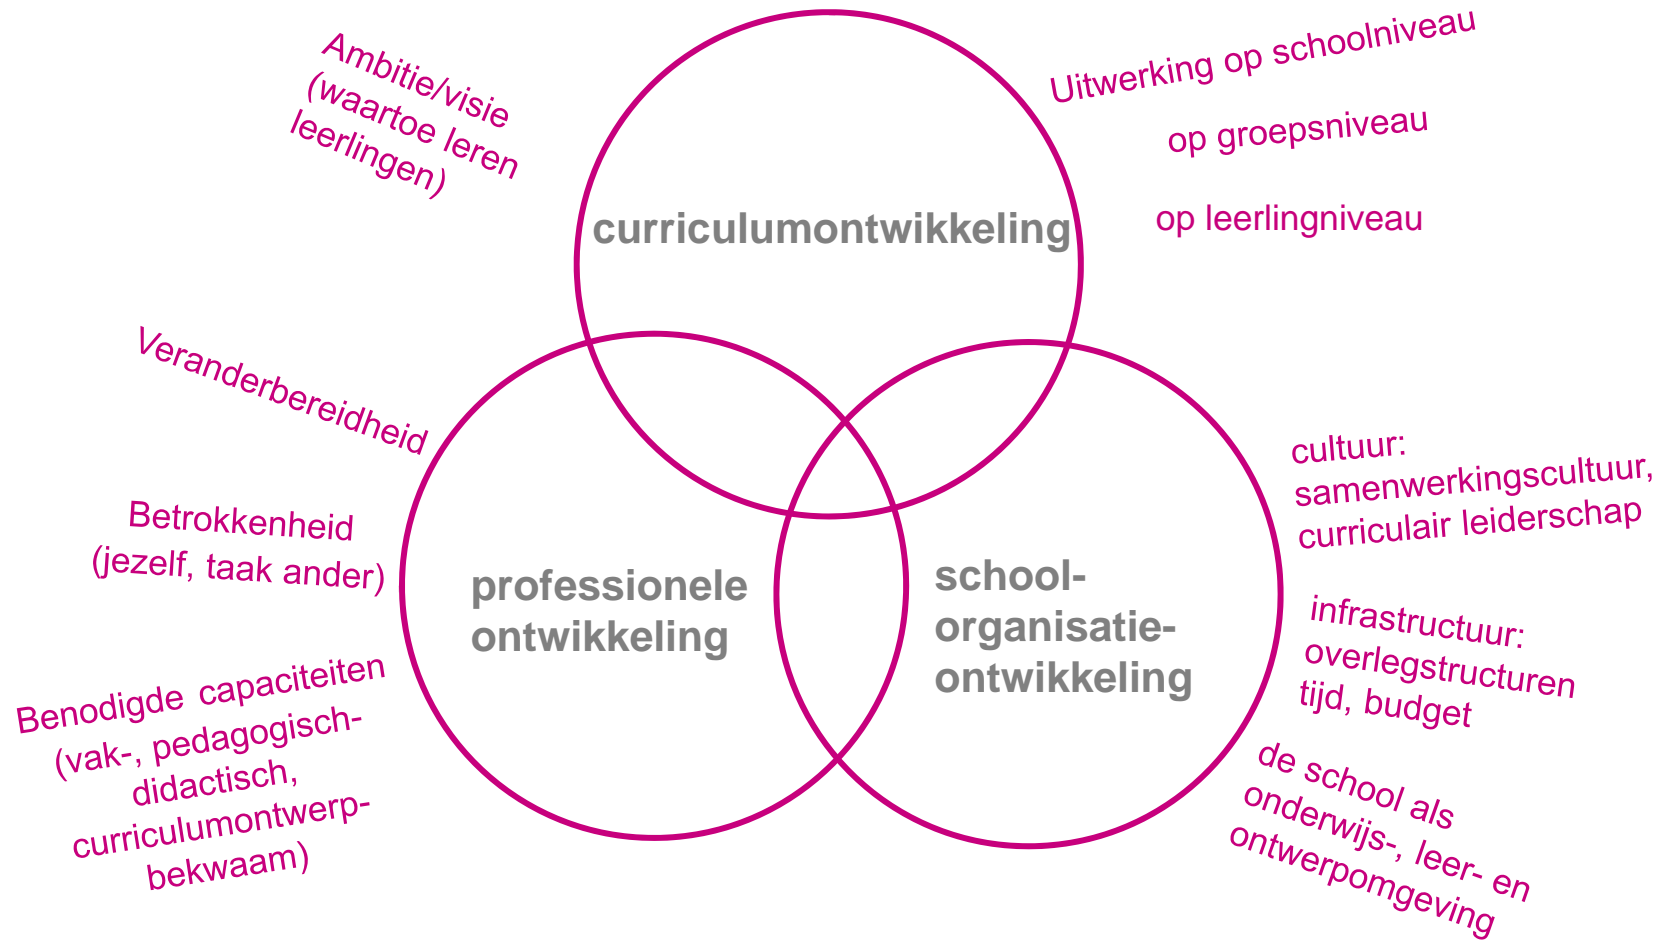 Ambitie/visie
(waartoe leren
leerlingen)
Uitwerking op schoolniveau
op groepsniveau
op leerlingniveau
curriculumontwikkeling
Veranderbereidheid
Betrokkenheid
(jezelf, taak ander)
Benodigde capaciteiten
(vak-, pedagogisch-
didactisch,
curriculumontwerp-
bekwaam)
professionele
ontwikkeling
school-
organisatie-
ontwikkeling
cultuur:
samenwerkingscultuur,
curriculair leiderschap
infrastructuur:
overlegstructuren
tijd, budget
de school als
onderwijs-, leer- en
ontwerpomgeving